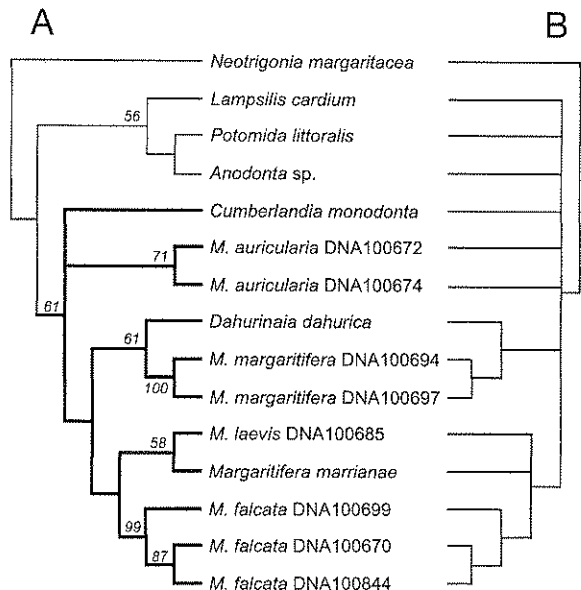 A
B
Neotrigonia margaritacea
Lampsilis cardium
56
Potomida littoralis
Anodonta sp.
Cumberlandia monodonta
M. auricularia DNA100672
71
M. auricularia DNA100674
61
Dahurinaia dahurica
61
M. margaritifera DNA100694
100
M. margaritifera DNA100697
M. laevis DNA100685
58
Margaritifera marrianae
M. falcata DNA100699
99
M. falcata DNA100670
87
M. falcata DNA100844